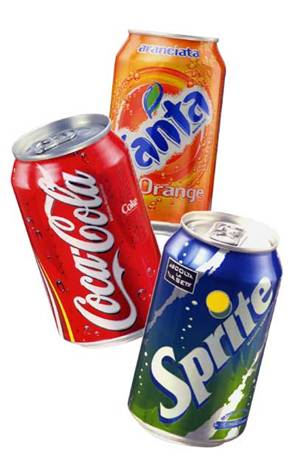 aranciata
Fanta
Orange
Coca-Cola
Coke
Sprite